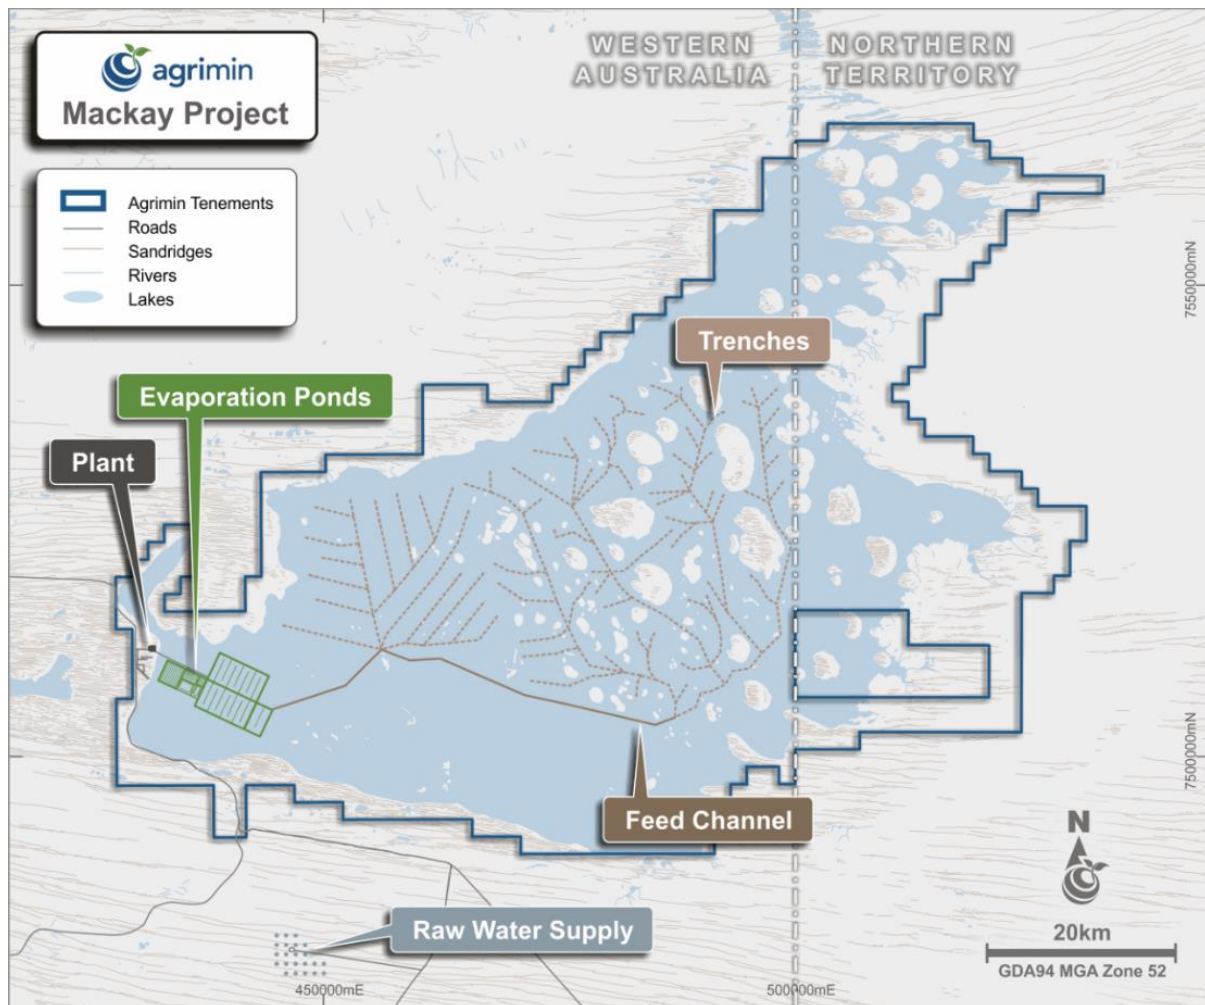 WESTERN
AUSTRALIA
NORTHERN
TERRITORY
agrimin
Mackay Project
Agrimin Tenements
Roads
Sandridges
Rivers
Lakes
7550000mN
Trenches
Evaporation Ponds
Plant
7500000mN
Feed Channel
N
Raw Water Supply
20km
GDA94 MGA Zone 52
450000mE
500000mE